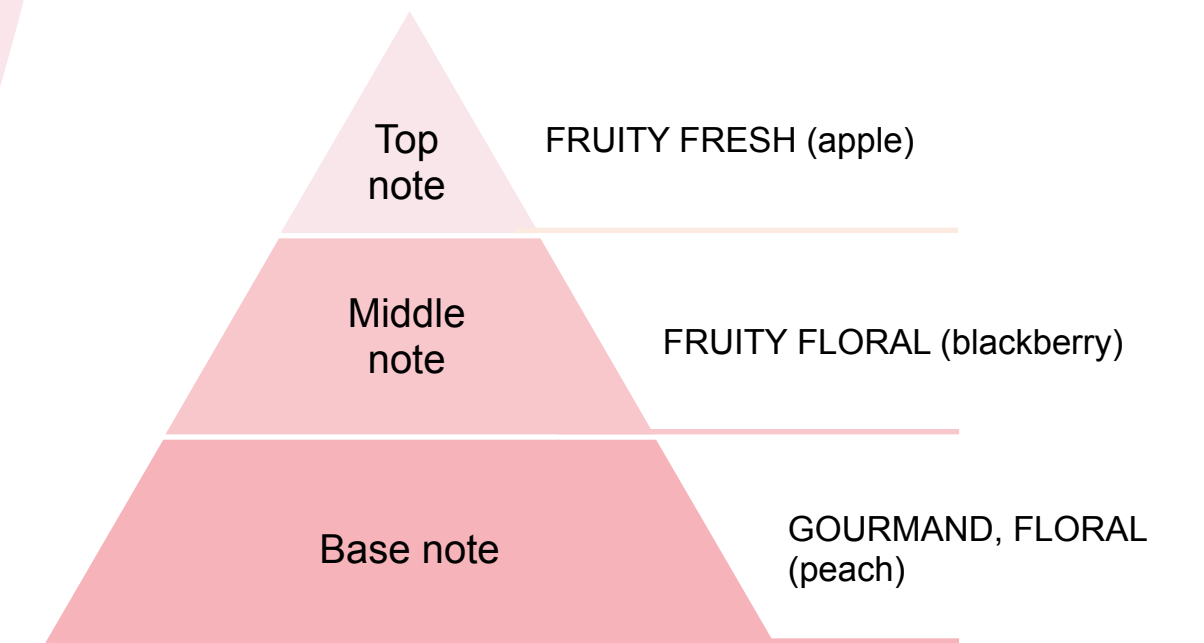 Top
note
FRUITY FRESH (apple)
Middle
note
FRUITY FLORAL (blackberry)
Base note
GOURMAND, FLORAL
(peach)